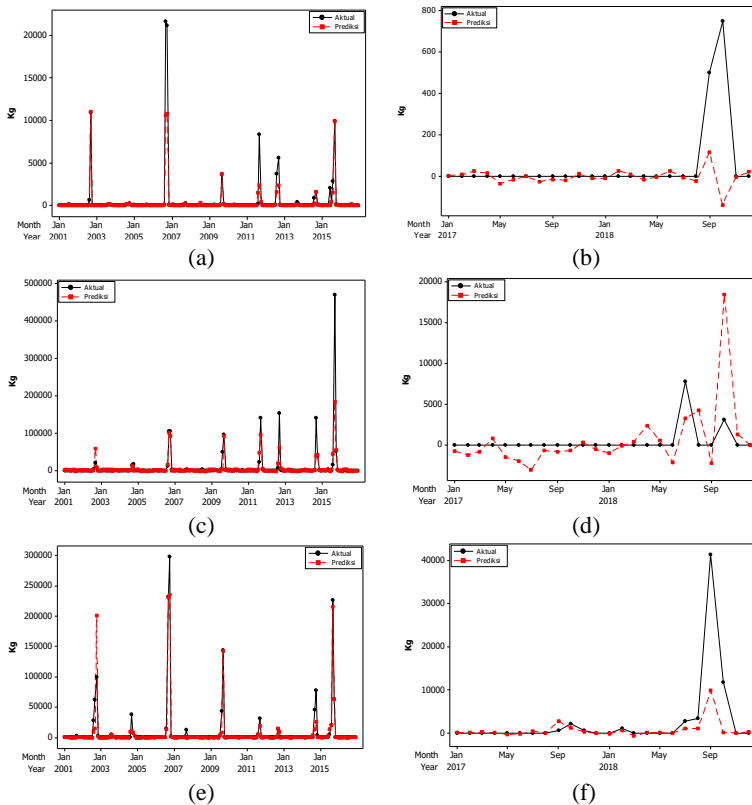 Aktual
Prediksi
Kg
20000
15000
10000
5000
0
Month Jan Jan Jan Jan Jan Jan Jan Jan
Year 2001 2003 2005 2007 2009 2011 2013 2015
(a)
Aktual
Prediksi
Kg
800
600
400
200
0
Month Jan May Sep Jan May Sep
Year 2017 2018
(b)
Aktual
Prediksi
Kg
500000
400000
300000
200000
100000
0
Month Jan Jan Jan Jan Jan Jan Jan Jan
Year 2001 2003 2005 2007 2009 2011 2013 2015
(c)
Aktual
Prediksi
Kg
20000
15000
10000
5000
0
Month Jan May Sep Jan May Sep
Year 2017 2018
(d)
Aktual
Prediksi
Kg
300000
250000
200000
150000
100000
50000
0
Month Jan Jan Jan Jan Jan Jan Jan Jan
Year 2001 2003 2005 2007 2009 2011 2013 2015
(e)
Aktual
Prediksi
Kg
40000
30000
20000
10000
0
Month Jan May Sep Jan May Sep
Year 2017 2018
(f)